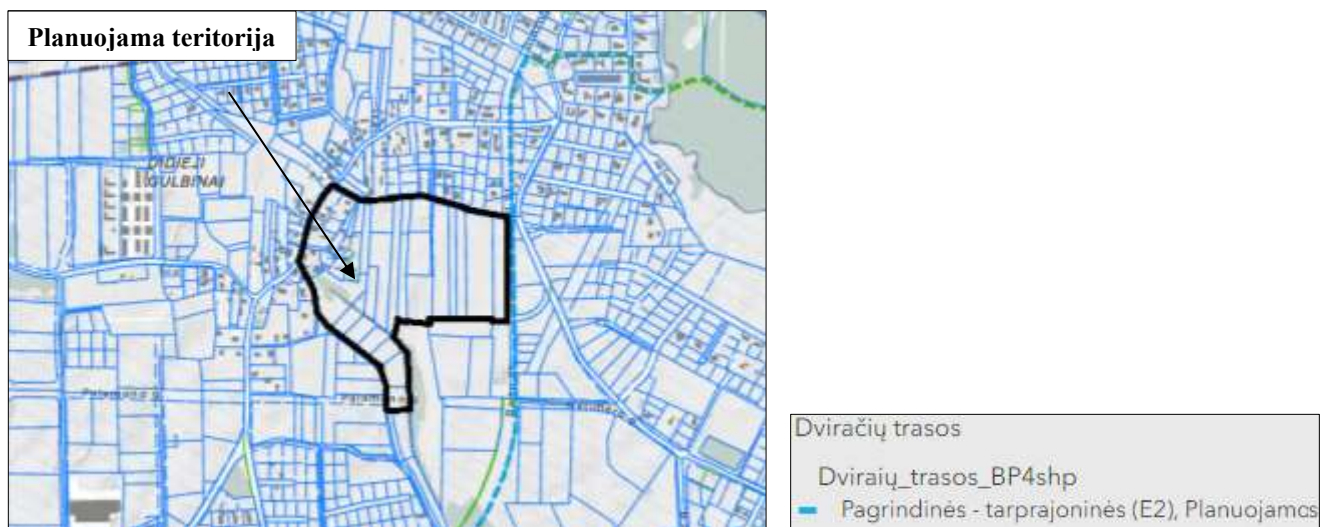 Planuojama teritorija
DIDIEJI
GULBINAI
Dviračių trasos
Dviraių_trasos_BP4shp
Pagrindinės - tarprajoninės (E2), Planuojamos